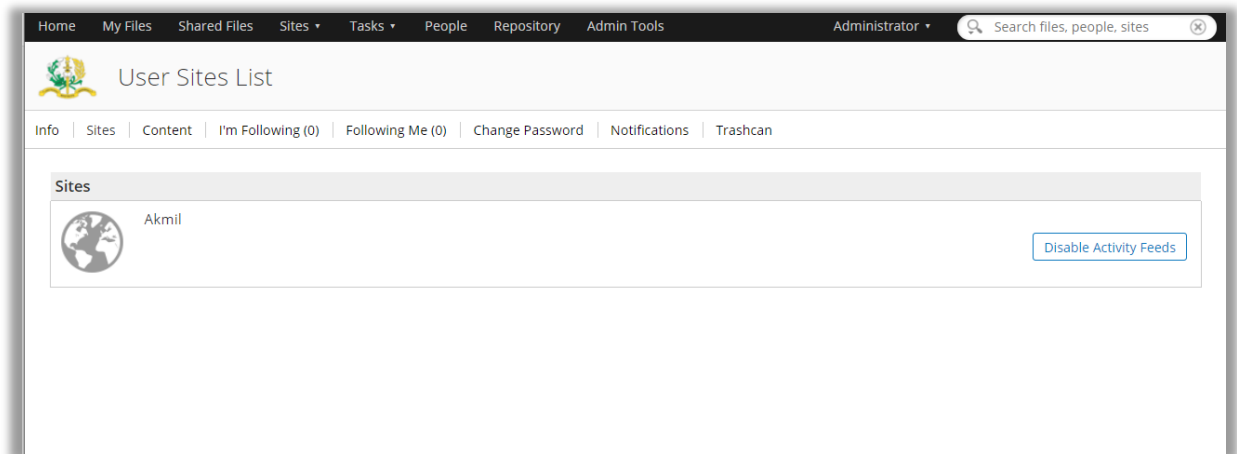 Home My Files Shared Files Sites ▾ Tasks ▾ People Repository Admin Tools Administrator ▾ Search files, people, sites
User Sites List
Info Sites Content I'm Following (0) Following Me (0) Change Password Notifications Trashcan
Sites
Akmil
Disable Activity Feeds